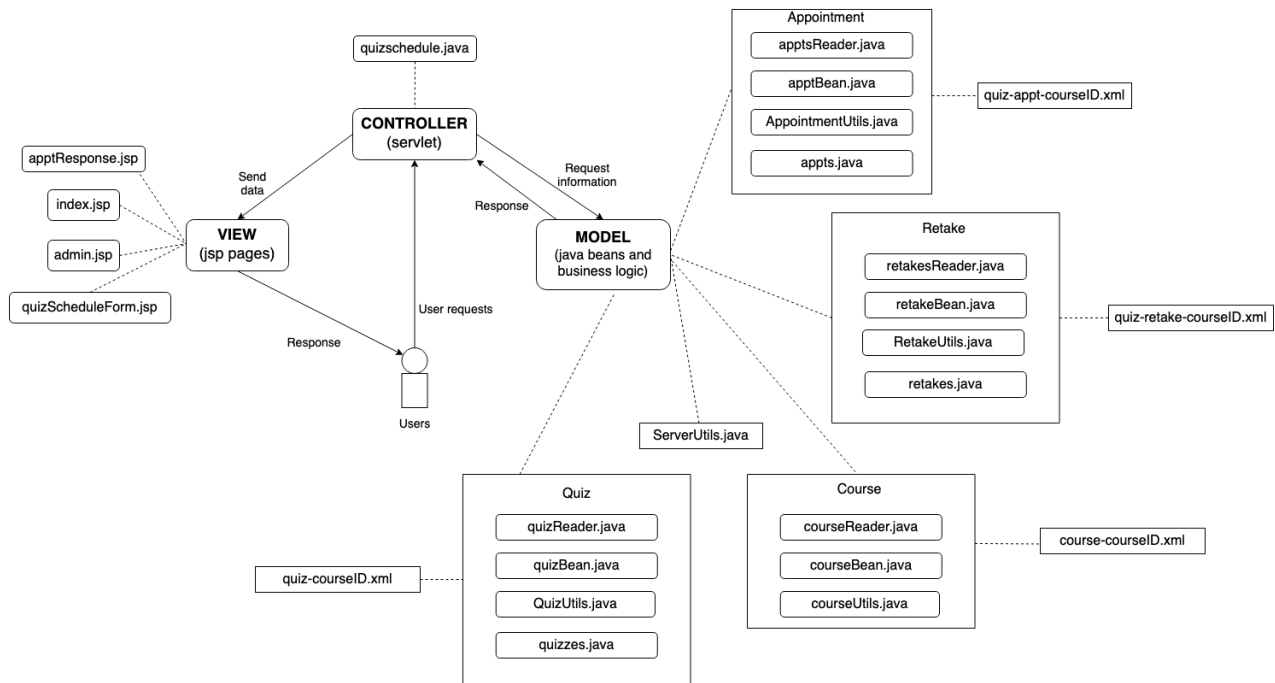 quizschedule.java
CONTROLLER
(servlet)
apptResponse.jsp
index.jsp
admin.jsp
quizScheduleForm.jsp
Send
data
VIEW
(jsp pages)
Request
information
Response
MODEL
(java beans and
business logic)
User requests
Response
Users
Appointment
apptsReader.java
apptBean.java
AppointmentUtils.java
appts.java
quiz-appt-courseID.xml
Retake
retakesReader.java
retakeBean.java
RetakeUtils.java
retakes.java
quiz-retake-courseID.xml
ServerUtils.java
Quiz
quizReader.java
quizBean.java
QuizUtils.java
quizzes.java
quiz-courseID.xml
Course
courseReader.java
courseBean.java
courseUtils.java
course-courseID.xml